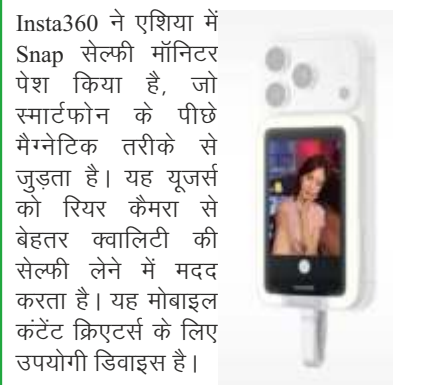 Insta360 ने एशिया में
Snap सेल्फी मॉनिटर
पेश किया है, जो
स्मार्टफोन के पीछे
मैग्नेटिक तरीके से
जुड़ता है। यह यूजर्स
को रियर कैमरा से
बेहतर क्वालिटी की
सेल्फी लेने में मदद
करता है। यह मोबाइल
कंटेंट क्रिएटर्स के लिए
उपयोगी डिवाइस है।